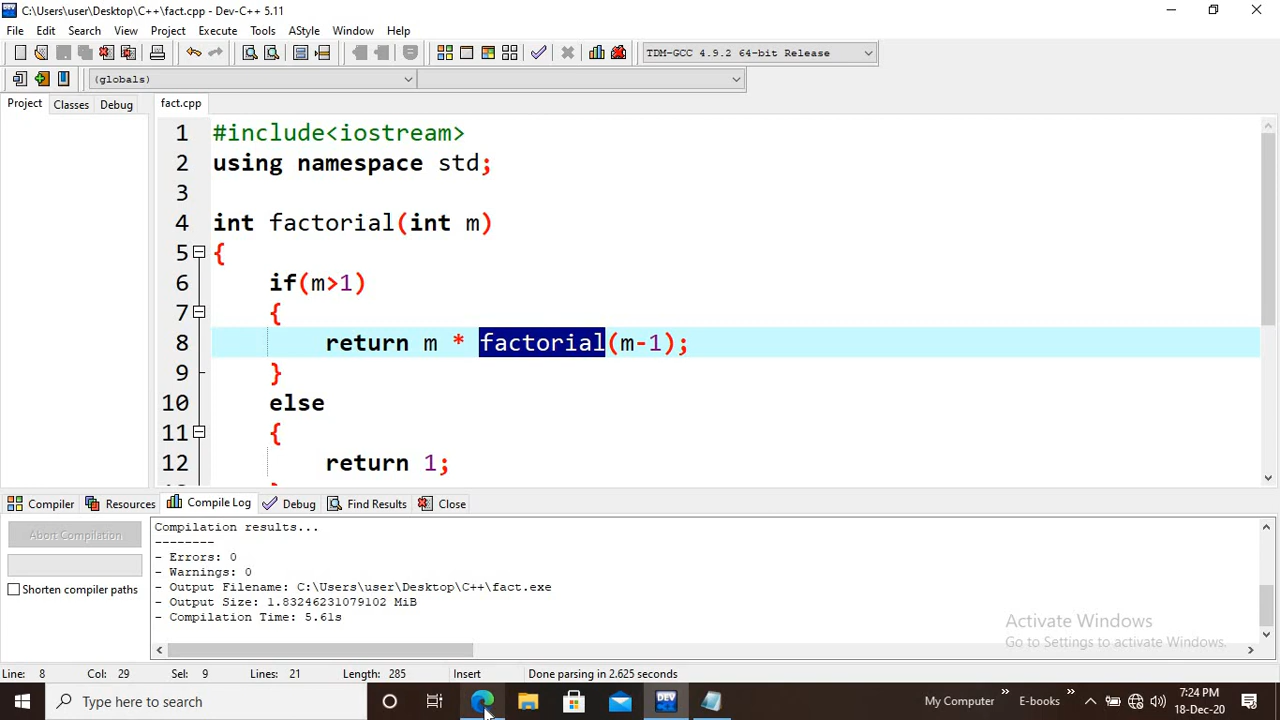 C:\Users\user\Desktop\C++\fact.cpp - Dev-C++ 5.11
File Edit Search View Project Execute Tools AStyle Window Help
TDM-GCC 4.9.2 64-bit Release
(globals)
Project Classes Debug fact.cpp
1 #include<iostream>
2 using namespace std;
3
4 int factorial(int m)
5 {
6 if(m>1)
7 {
8 return m * factorial(m-1);
9 }
10 else
11 {
12 return 1;
Compiler Resources Compile Log Debug Find Results Close
Abort Compilation
Shorten compiler paths
Compilation results...
--------
- Errors: 0
- Warnings: 0
- Output Filename: C:\Users\user\Desktop\C++\fact.exe
- Output Size: 1.83246231079102 MiB
- Compilation Time: 5.61s
Activate Windows
Go to Settings to activate Windows.
Line: 8 Col: 29 Sel: 9 Lines: 21 Length: 285 Insert Done parsing in 2.625 seconds
Type here to search
DEV
My Computer
E-books
7:24 PM
18-Dec-20